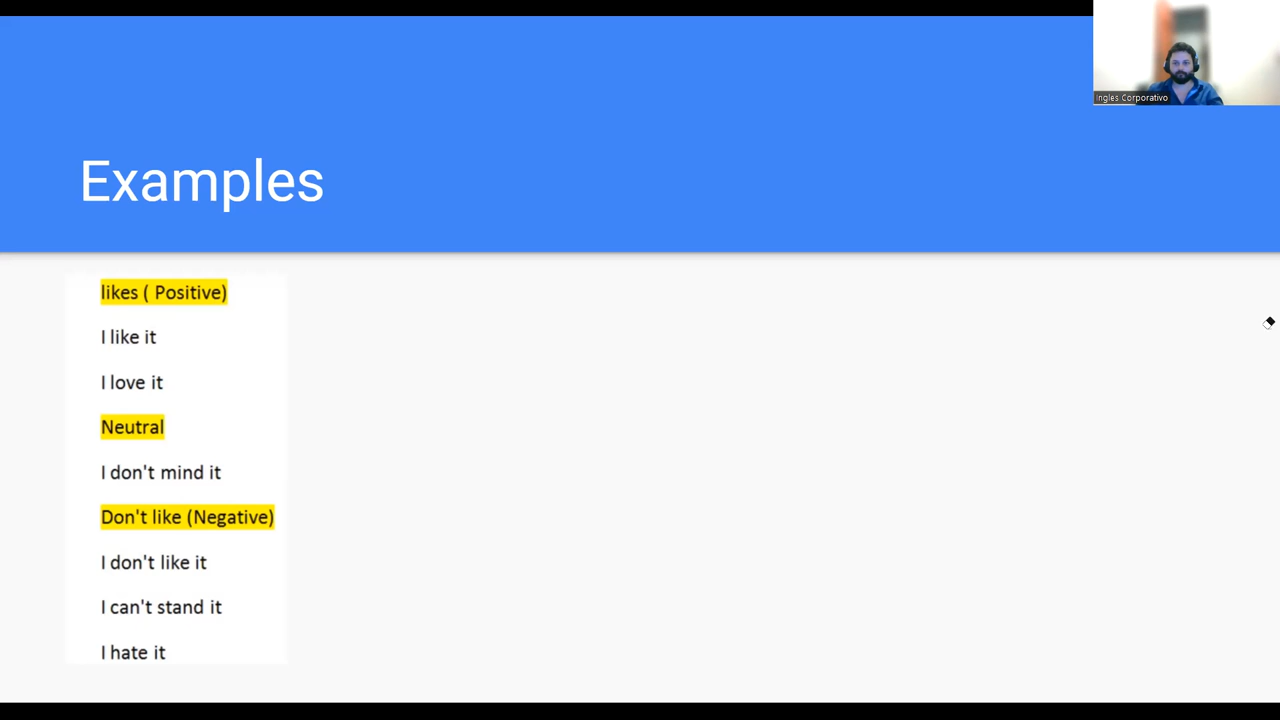 Ingles Corporativo
Examples
likes ( Positive)
I like it
I love it
Neutral
I don't mind it
Don't like (Negative)
I don't like it
I can't stand it
I hate it